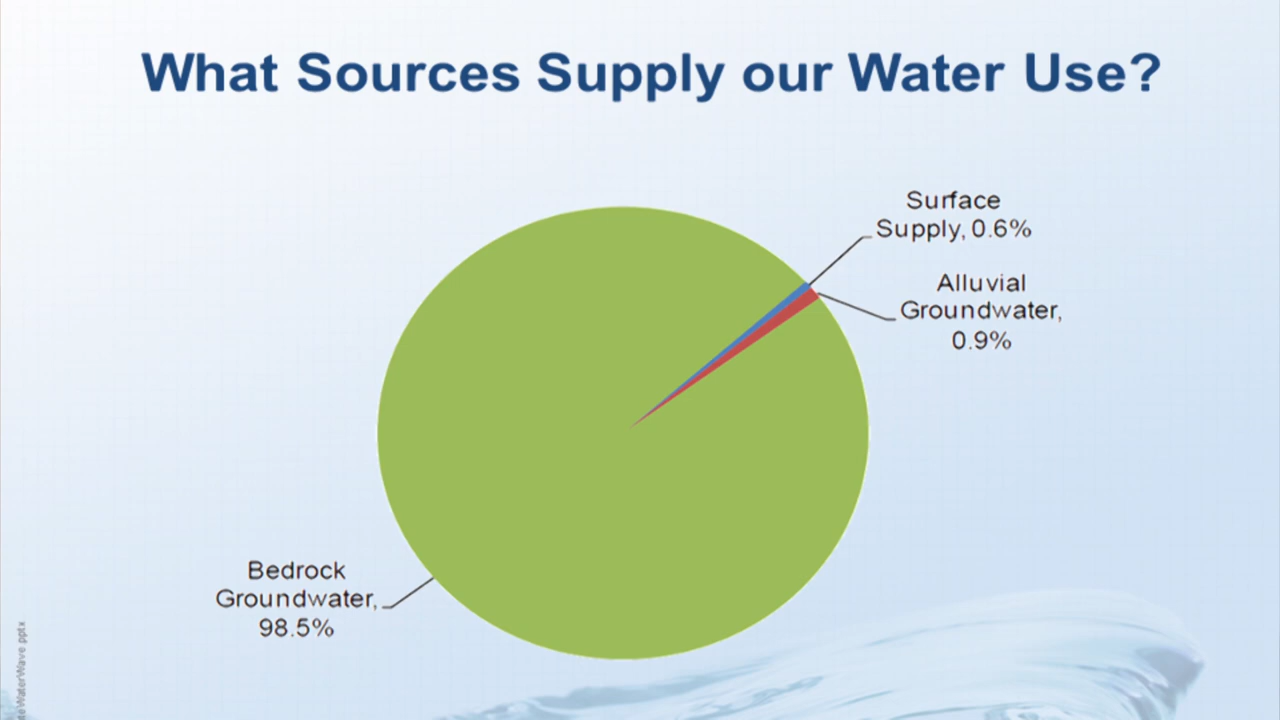 What Sources Supply our Water Use?
Surface
Supply, 0.6%
Alluvial
Groundwater,
0.9%
Bedrock
Groundwater,
98.5%